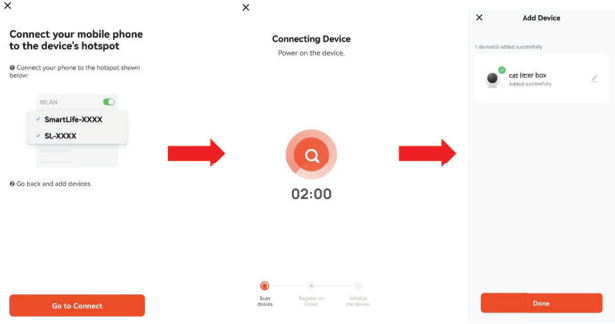 Connect your mobile phone
to the device's hotspot
❶ Connect your phone to the hotspot shown
below:
WLAN
✓ SmartLife-XXXX
✓ SL-XXXX
❷ Go back and add devices.
Go to Connect
Connecting Device
Power on the device.
02:00
Scan
devices.
Register on
Cloud.
Initialize
the device.
Add Device
1 device(s) added successfully
cat litter box
Added successfully
Done